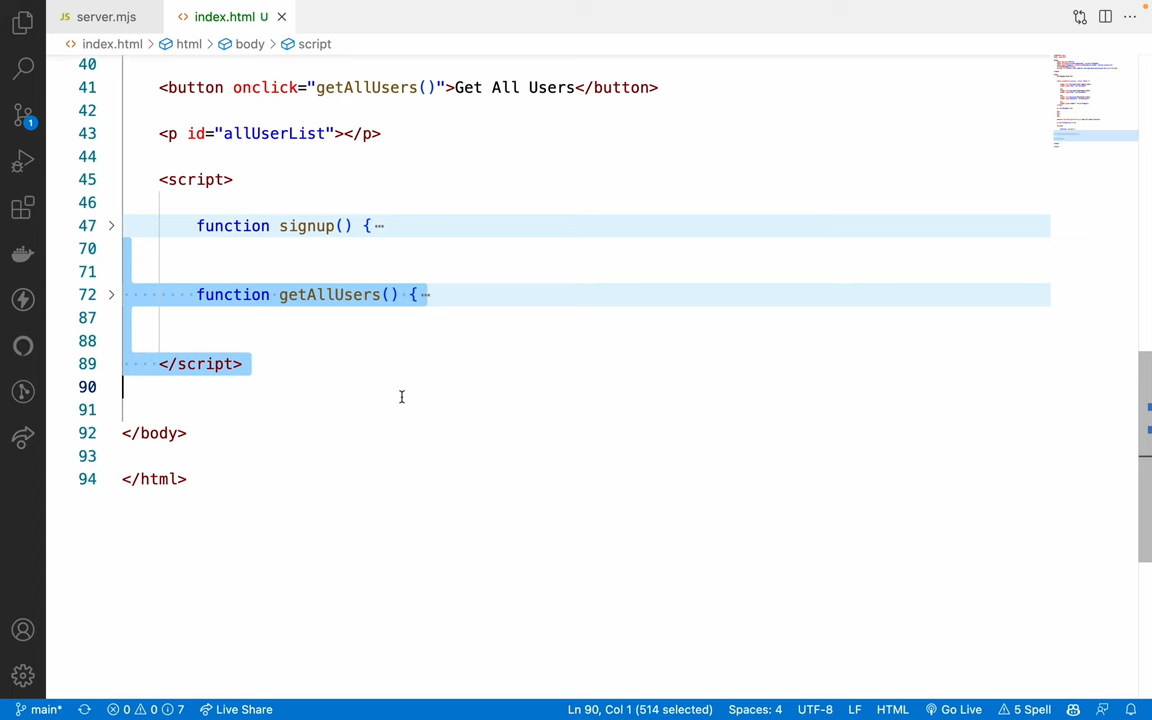 JS server.mjs
<> index.html U
<> index.html > html > body > script
40
41 <button onclick="getAllUsers()">Get All Users</button>
42
43 <p id="allUserList"></p>
44
45 <script>
46
47 function signup() {…
70
71
72 function getAllUsers() {…
87
88
89 </script>
90
91
92 </body>
93
94 </html>
1
main* 0 0 7 Live Share Ln 90, Col 1 (514 selected) Spaces: 4 UTF-8 LF HTML Go Live 5 Spell